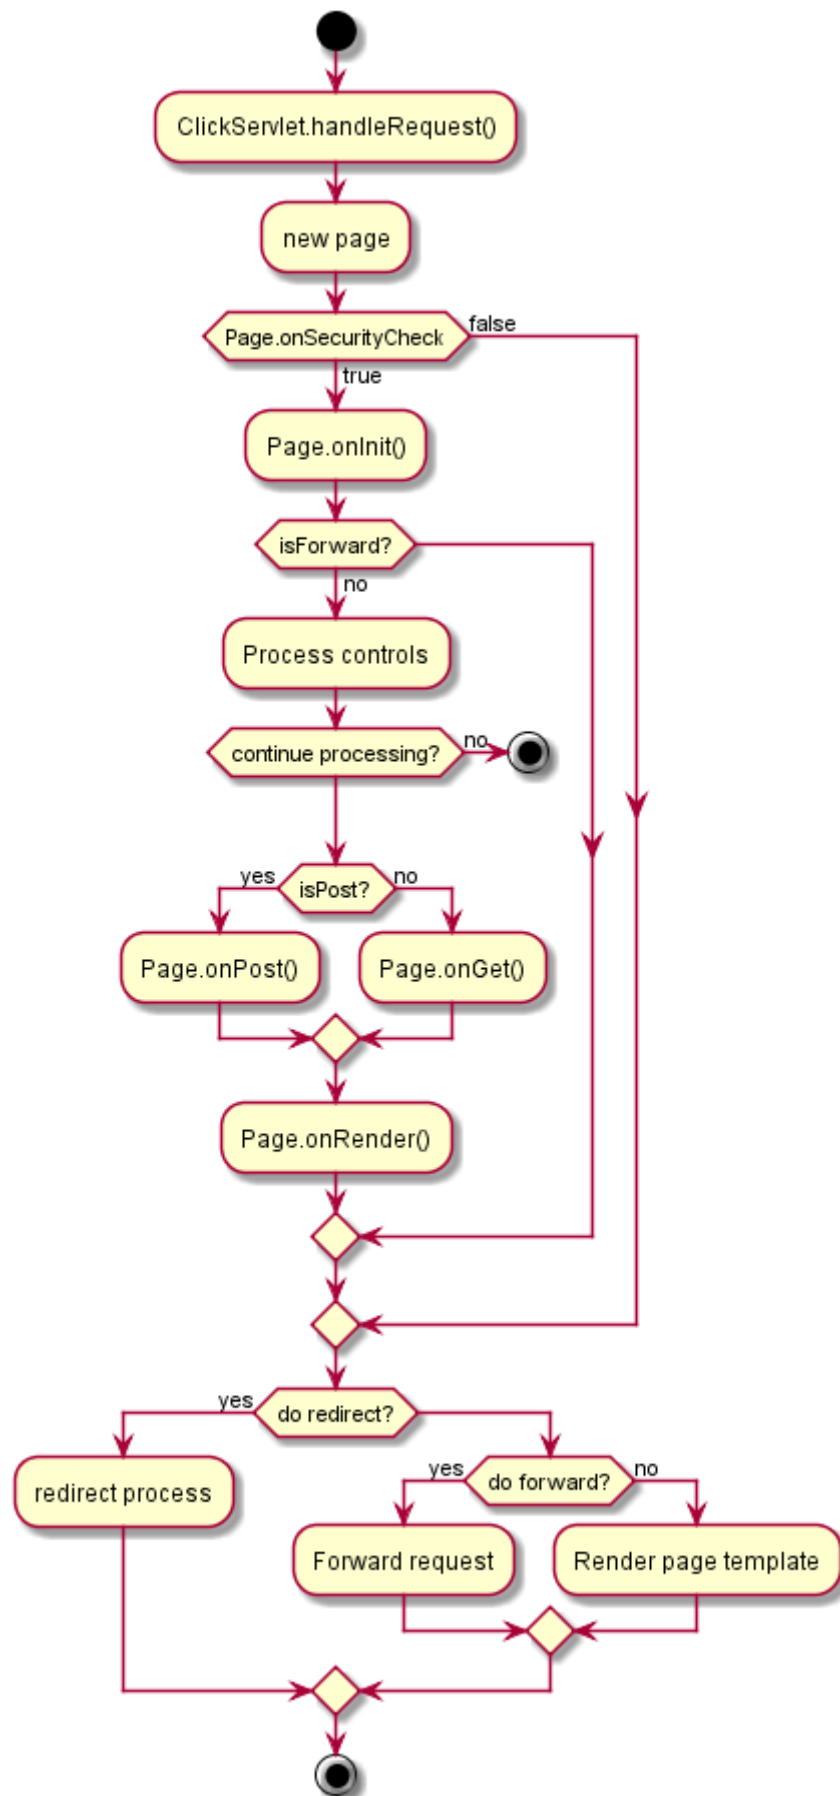 ClickServlet.handleRequest()
new page
Page.onSecurityCheck
false
true
Page.onInit()
isForward?
no
Process controls
continue processing?
no
isPost?
yes
no
Page.onPost()
Page.onGet()
Page.onRender()
do redirect?
yes
redirect process
do forward?
yes
no
Forward request
Render page template